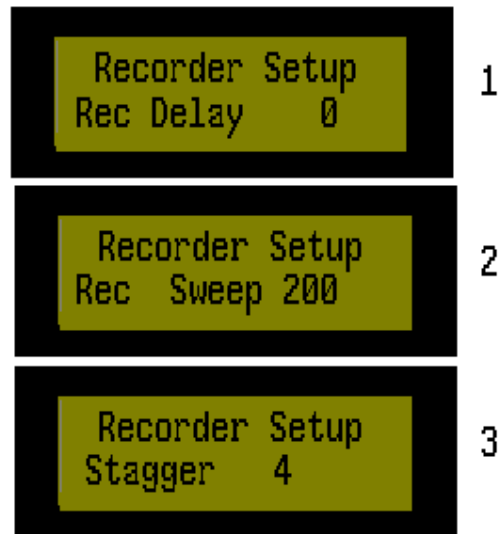 Recorder Setup
Rec Delay 0
1
Recorder Setup
Rec Sweep 200
2
Recorder Setup
Stagger 4
3